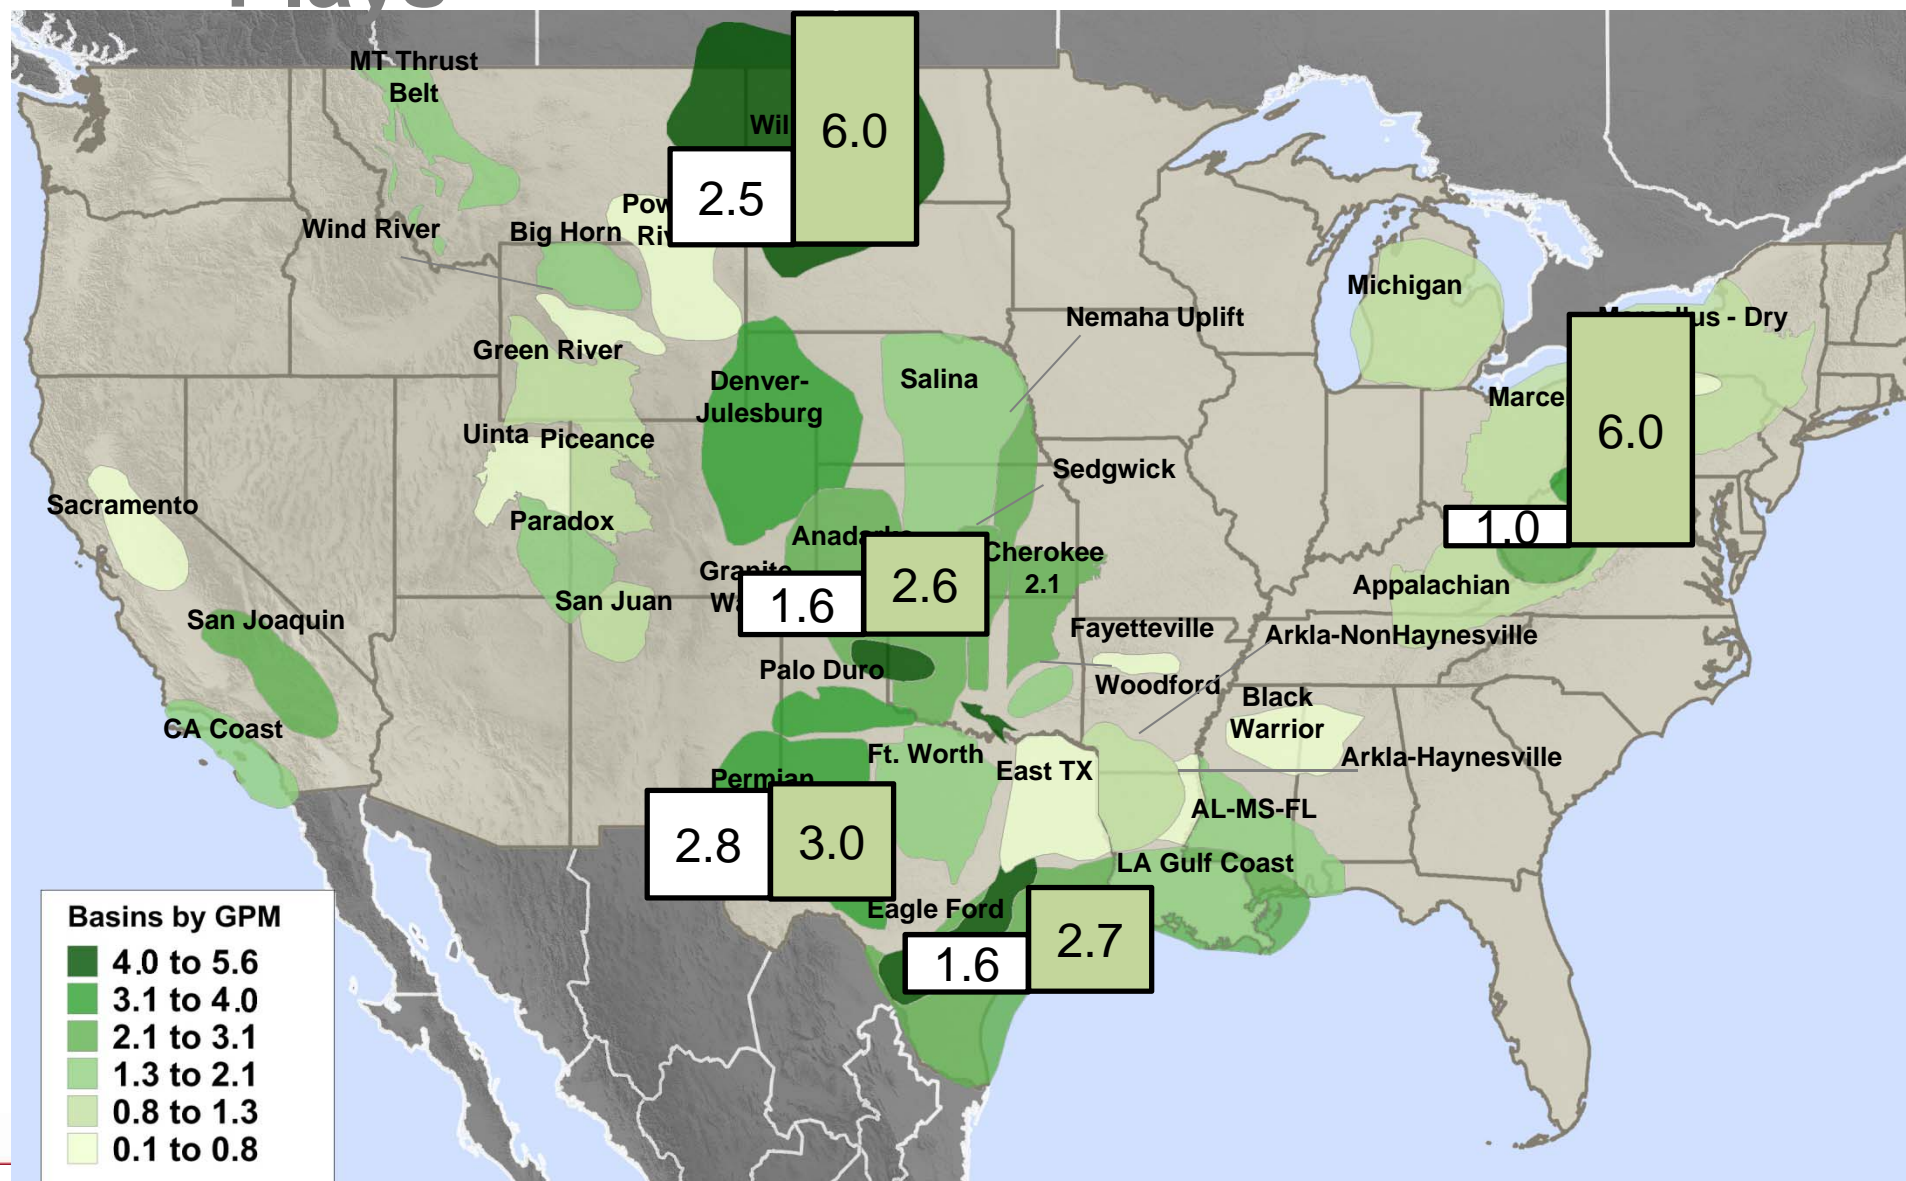 Plays
MT Thrust
Belt
6.0
2.5
Wind River
Big Horn
Michigan
Nemaha Uplift
- Dry
Green River
Denver-
Julesburg
Salina
6.0
Uinta
Piceance
Sedgwick
Sacramento
Paradox
Cherokee
2.1
1.0
Granite
1.6
2.6
San Juan
Appalachian
San Joaquin
Fayetteville
Arkla-NonHaynesville
Palo Duro
Woodford
Black
Warrior
CA Coast
Ft. Worth
East TX
Arkla-Haynesville
Permian
AL-MS-FL
2.8
3.0
LA Gulf Coast
Eagle Ford
1.6
2.7
Basins by GPM
4.0 to 5.6
3.1 to 4.0
2.1 to 3.1
1.3 to 2.1
0.8 to 1.3
0.1 to 0.8